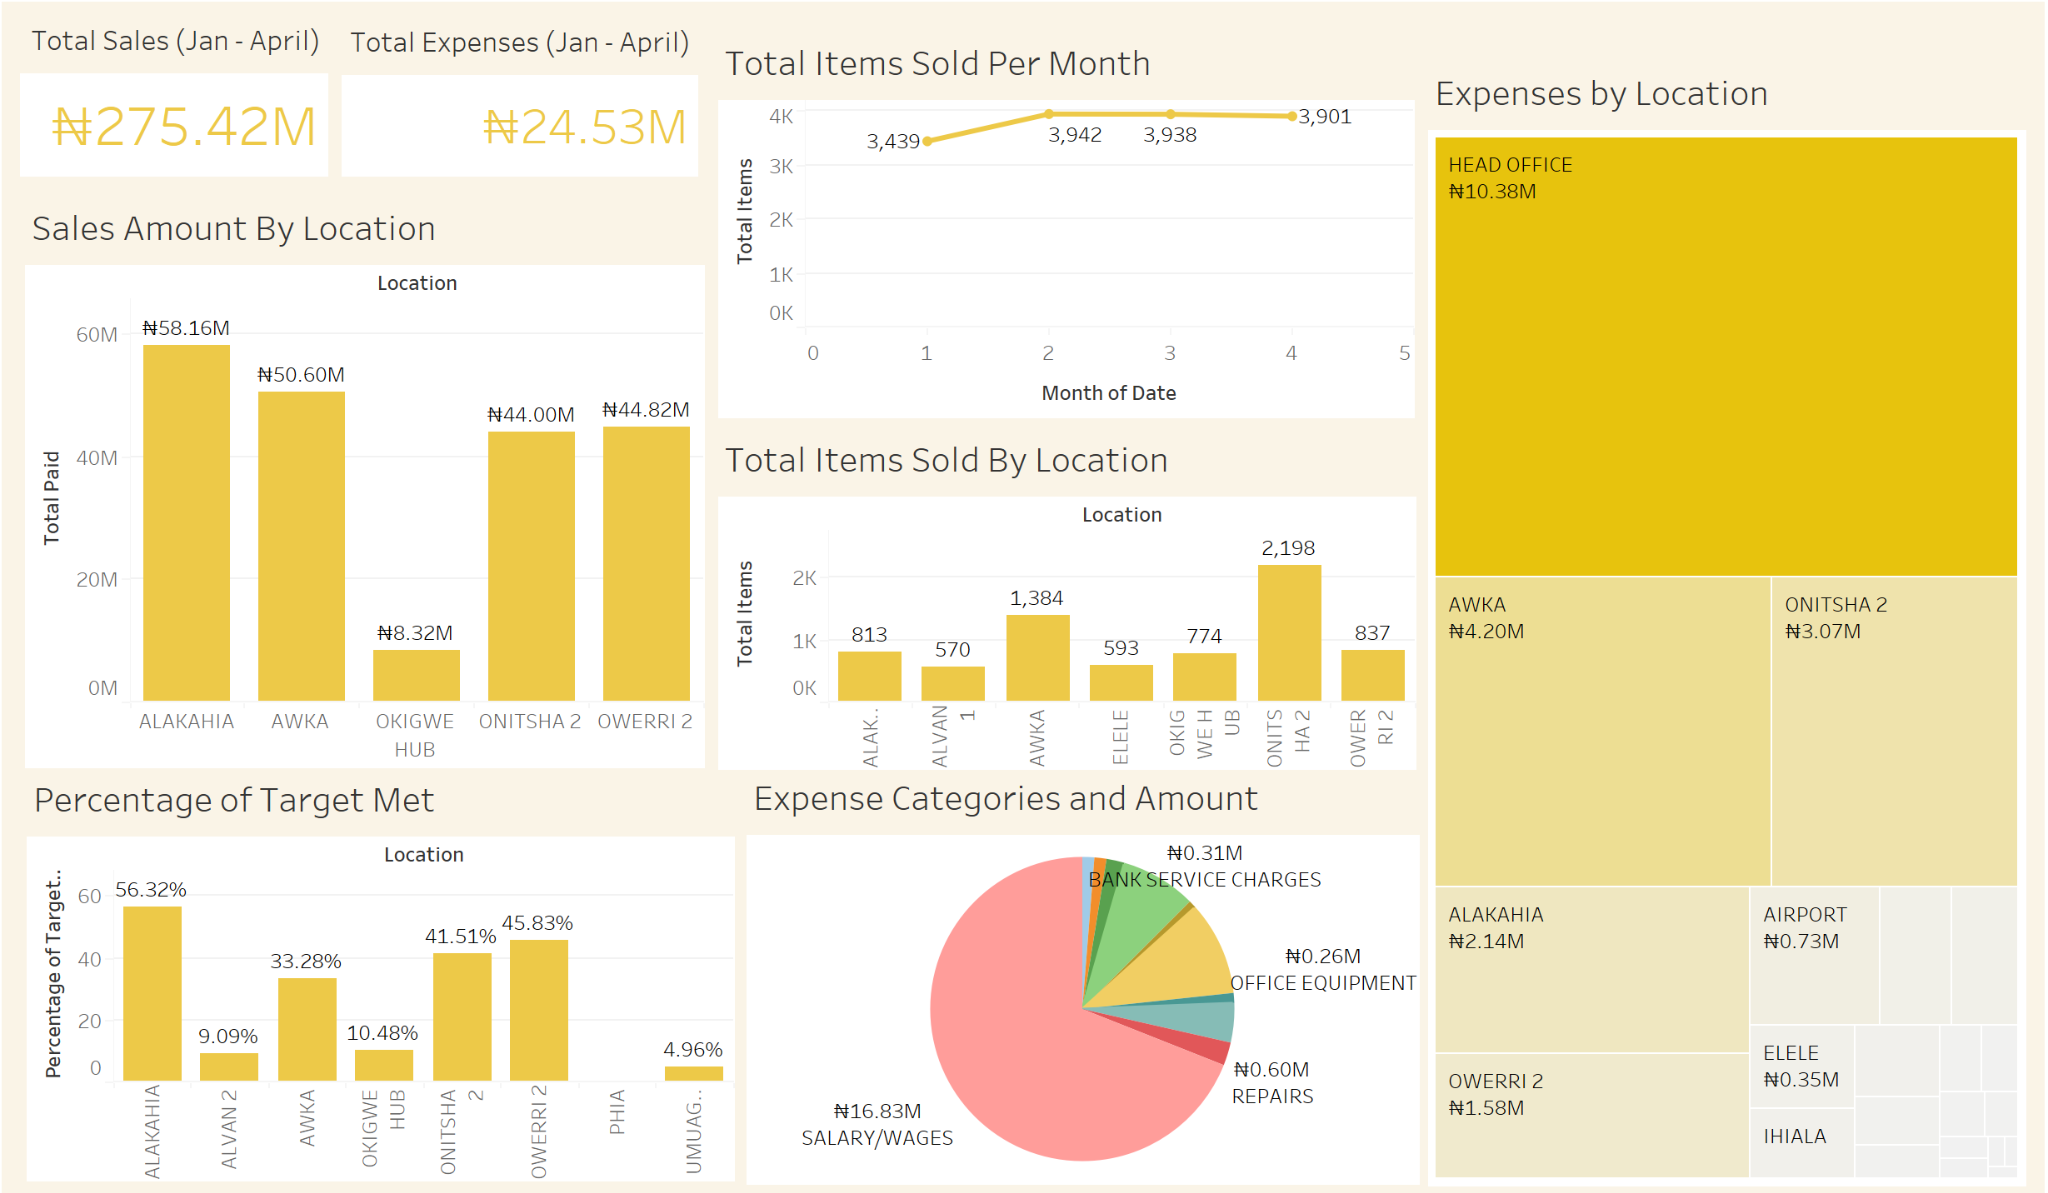 Total Sales (Jan - April)
₦275.42M
Total Expenses (Jan - April)
₦24.53M
Sales Amount By Location
Location
Total Paid
60M
40M
20M
0M
₦58.16M
₦50.60M
₦8.32M
₦44.00M
₦44.82M
ALAKAHIA
AWKA
OKIGWE
HUB
ONITSHA 2
OWERRI 2
Percentage of Target Met
Location
Percentage of Target..
60
40
20
0
56.32%
9.09%
33.28%
10.48%
41.51%
45.83%
4.96%
ALAKAHIA
ALVAN 2
AWKA
OKIGWE
HUB
ONITSHA
2
OWERRI 2
PHIA
UMUAG..
Total Items Sold Per Month
Total Items
4K
3K
2K
1K
0K
3,439
3,942
3,938
3,901
0
1
2
3
4
5
Month of Date
Total Items Sold By Location
Location
Total Items
2K
1K
0K
813
570
1,384
593
774
2,198
837
ALAK..
ALVAN
1
AWKA
ELELE
OKIG
WE H
UB
ONITS
HA 2
OWER
RI 2
Expense Categories and Amount
₦0.31M
BANK SERVICE CHARGES
₦0.26M
OFFICE EQUIPMENT
₦0.60M
REPAIRS
₦16.83M
SALARY/WAGES
Expenses by Location
HEAD OFFICE
₦10.38M
AWKA
₦4.20M
ONITSHA 2
₦3.07M
ALAKAHIA
₦2.14M
OWERRI 2
₦1.58M
AIRPORT
₦0.73M
ELELE
₦0.35M
IHIALA